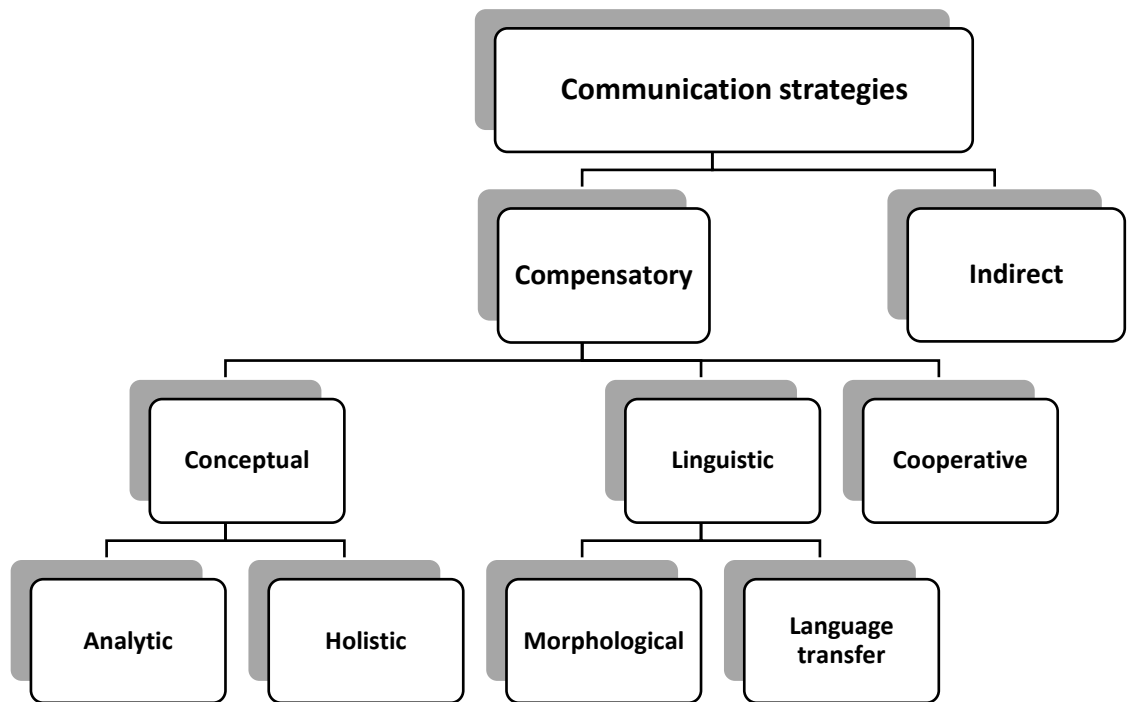 Communication strategies
Compensatory
Indirect
Conceptual
Linguistic
Cooperative
Analytic
Holistic
Morphological
Language
transfer